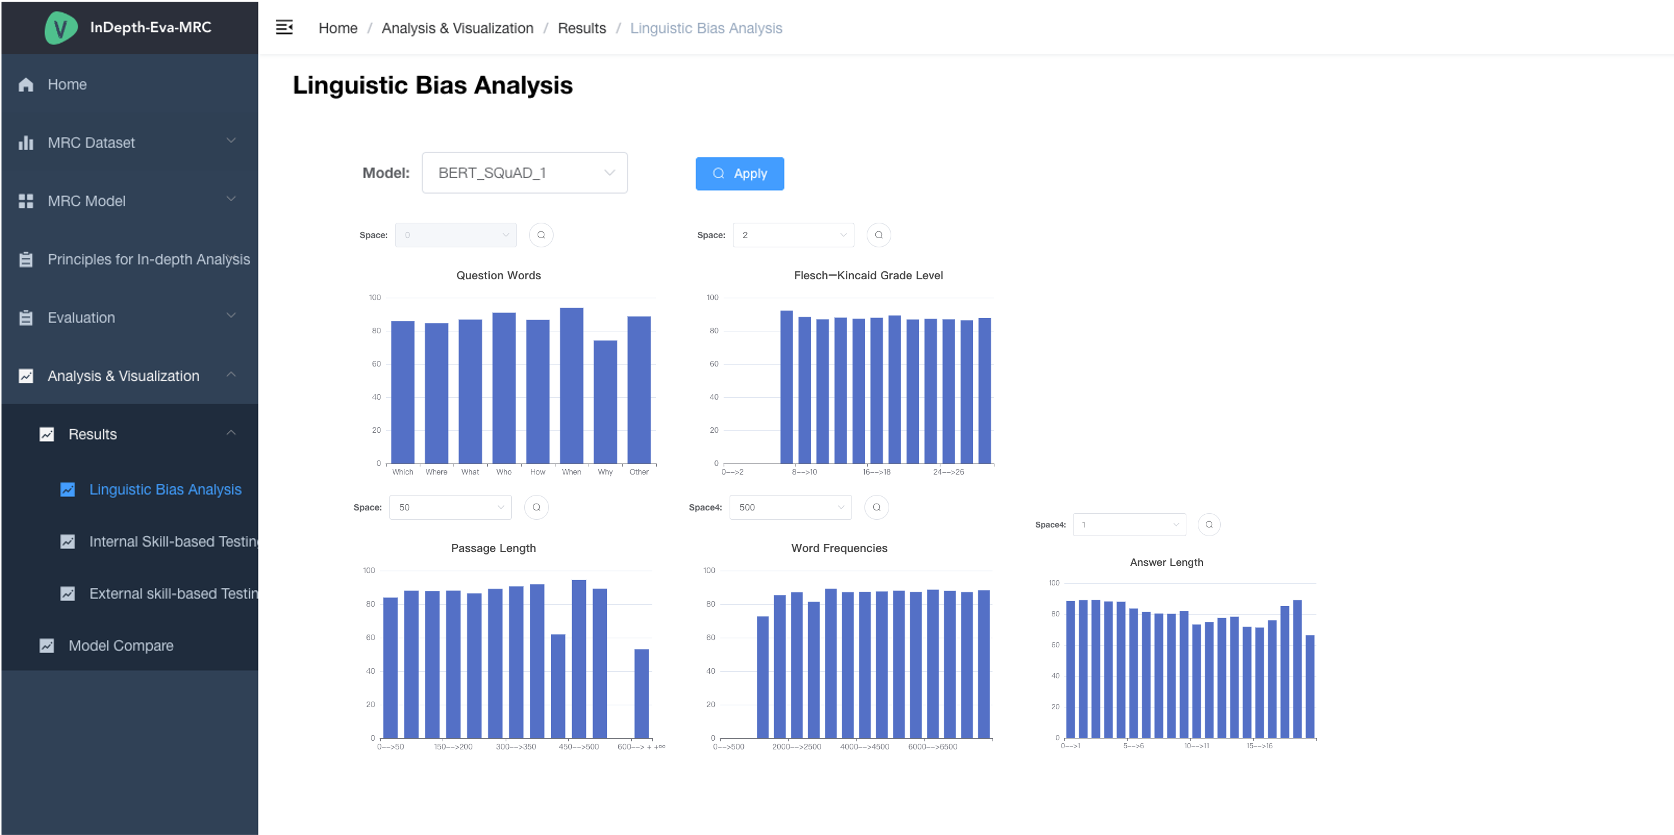 InDepth-Eva-MRC
Home / Analysis & Visualization / Results / Linguistic Bias Analysis
Home
MRC Dataset
MRC Model
Principles for In-depth Analysis
Evaluation
Analysis & Visualization
Results
Linguistic Bias Analysis
Internal Skill-based Testing
External skill-based Testin
Model Compare
Linguistic Bias Analysis
Model: BERT_SQuAD_1 Apply
Space: 0
Question Words
100
80
60
40
20
0
Which Where What Who How When Why Other
Space: 2
Flesch–Kincaid Grade Level
100
80
60
40
20
0
0-->2 8-->10 16-->18 24-->26
Space: 50
Passage Length
100
80
60
40
20
0
0-->50 150-->200 300-->350 450-->500 600--> + +∞
Space4: 500
Word Frequencies
100
80
60
40
20
0
0-->500 2000-->2500 4000-->4500 6000-->6500
Space4: 1
Answer Length
100
80
60
40
20
0
0-->1 5-->6 10-->11 15-->16